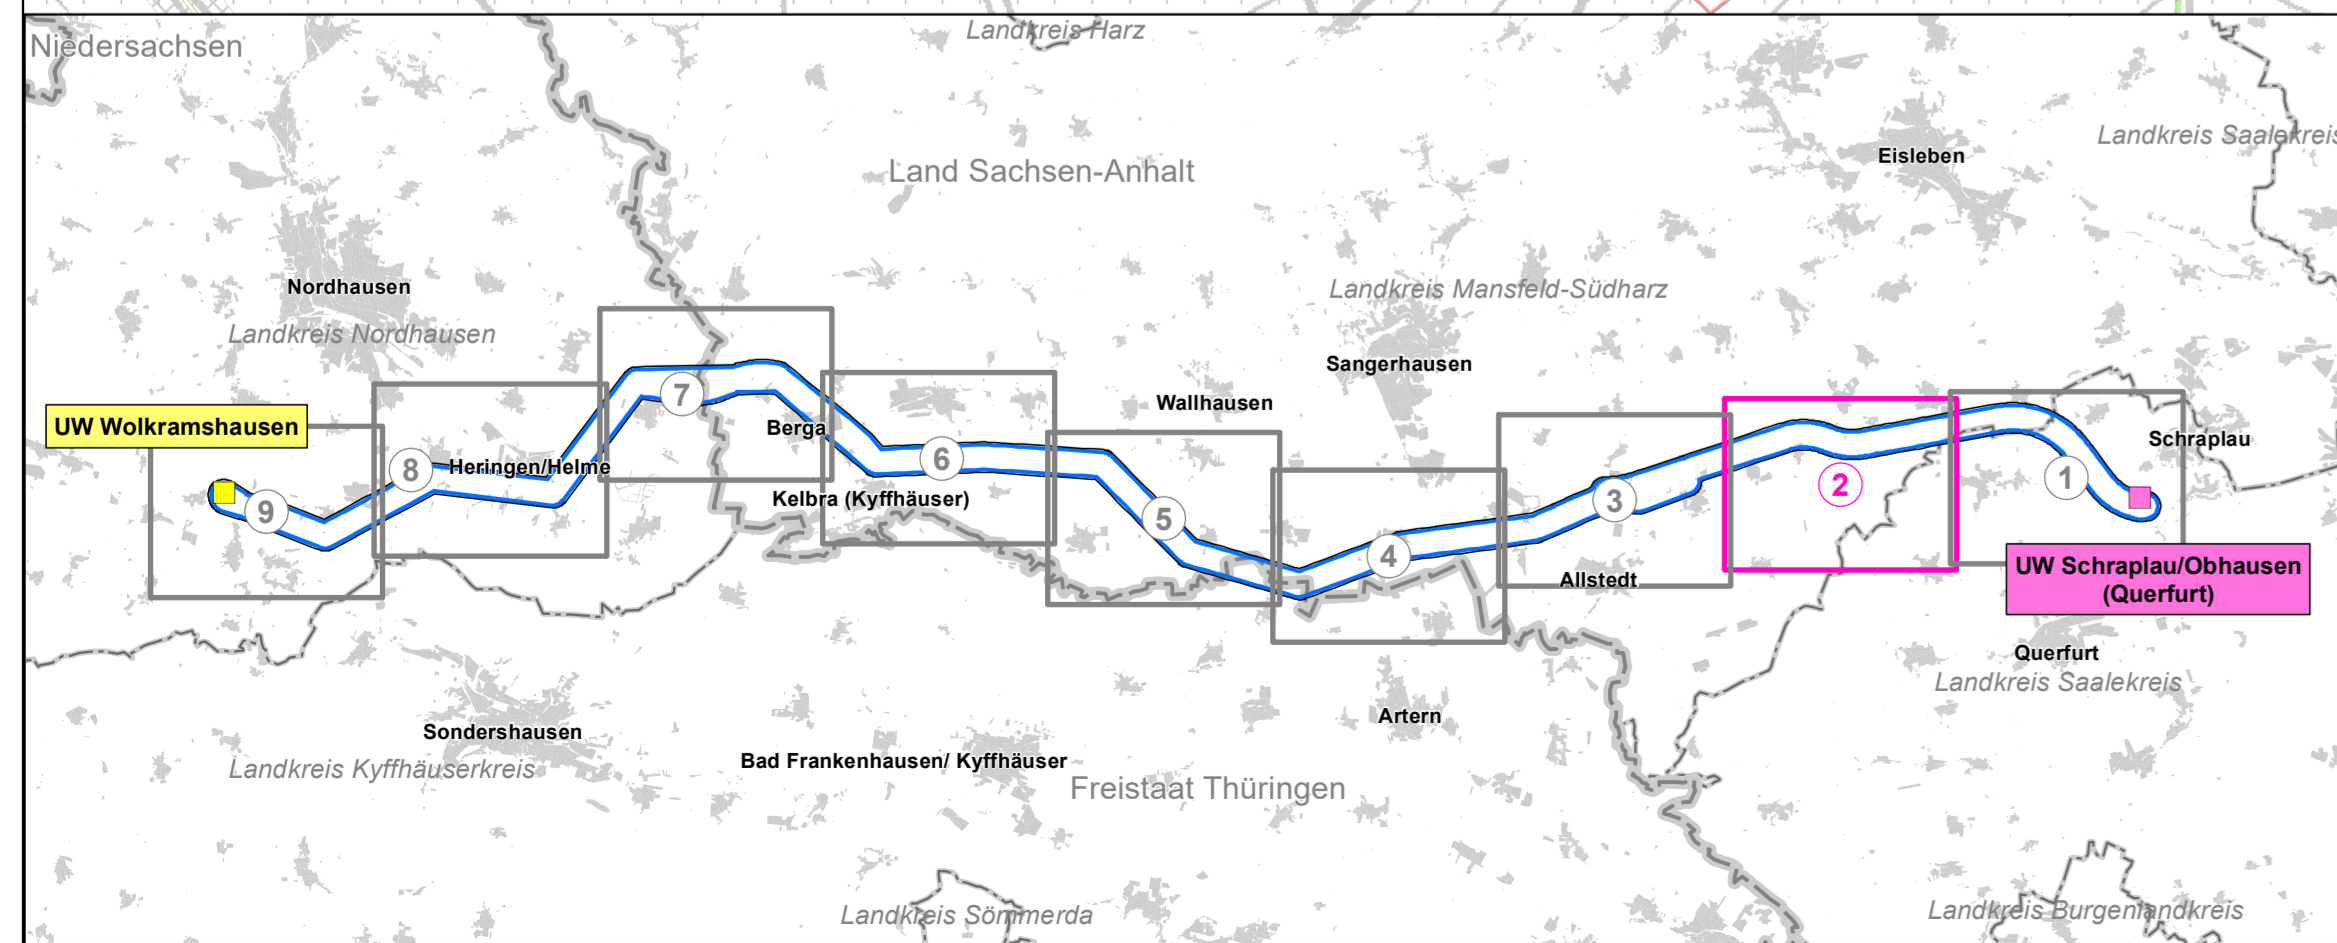 Landkreis Harz
Niedersachsen
Landkreis Saalekreis
Eisleben
Land Sachsen-Anhalt
Nordhausen
Landkreis Mansfeld-Südharz
Landkreis Nordhausen
Sangerhausen
7
Wallhausen
UW Wolkramshausen
Berga
Schraplau
6
8
Heringen/Helme
1
2
Kelbra (Kyffhäuser)
3
9
5
4
UW Schraplau/Obhausen
(Querfurt)
Allstedt
Querfurt
Landkreis Saalekreis
Artern
Sondershausen
Bad Frankenhausen/ Kyffhäuser
Landkreis Kyffhäuserkreis
Freistaat Thüringen
Landkreis Burgenlandkreis
Landkreis Sömmerda